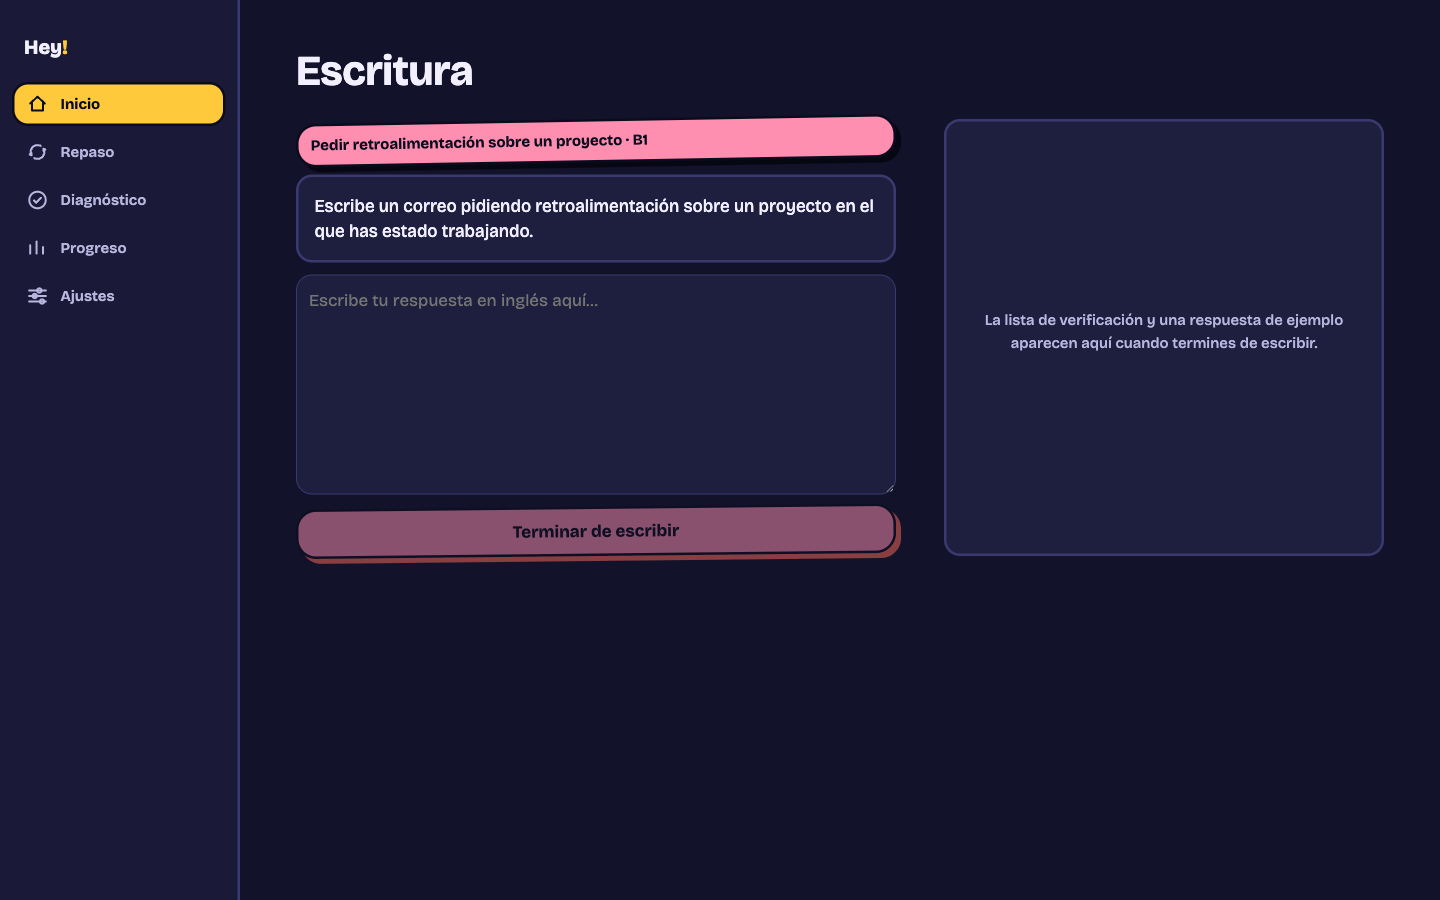 Hey!
Inicio
Repaso
Diagnóstico
Progreso
Ajustes
Escritura
Pedir retroalimentación sobre un proyecto · B1
Escribe un correo pidiendo retroalimentación sobre un proyecto en el
que has estado trabajando.
Escribe tu respuesta en inglés aquí...
Terminar de escribir
La lista de verificación y una respuesta de ejemplo
aparecen aquí cuando termines de escribir.